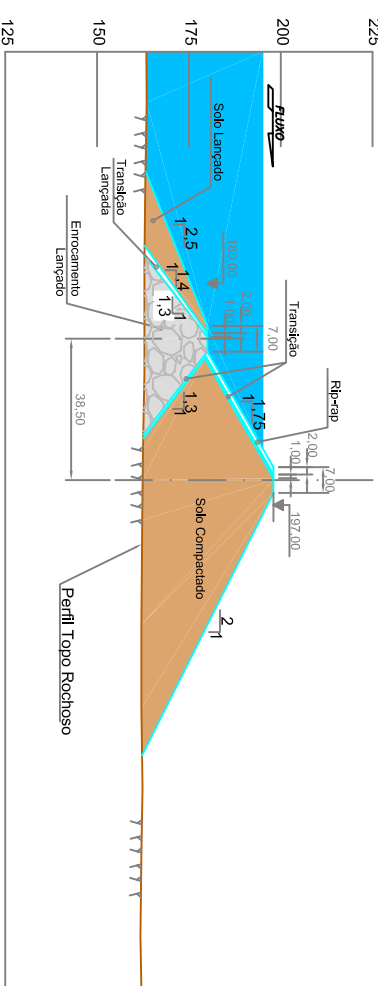 225
200
175
150
125
FLUXO
Rip-rap
Transição
Solo Lançado
Transição
Lançada
Enrocamento
Lançado
Solo Compactado
Perfil Topo Rochoso
180,00
2,00
1,00
7,00
2,00
1,00
7,00
197,00
38,50
2,5
1
1,4
1
1,3
1
1,3
1
1,75
1
2
1